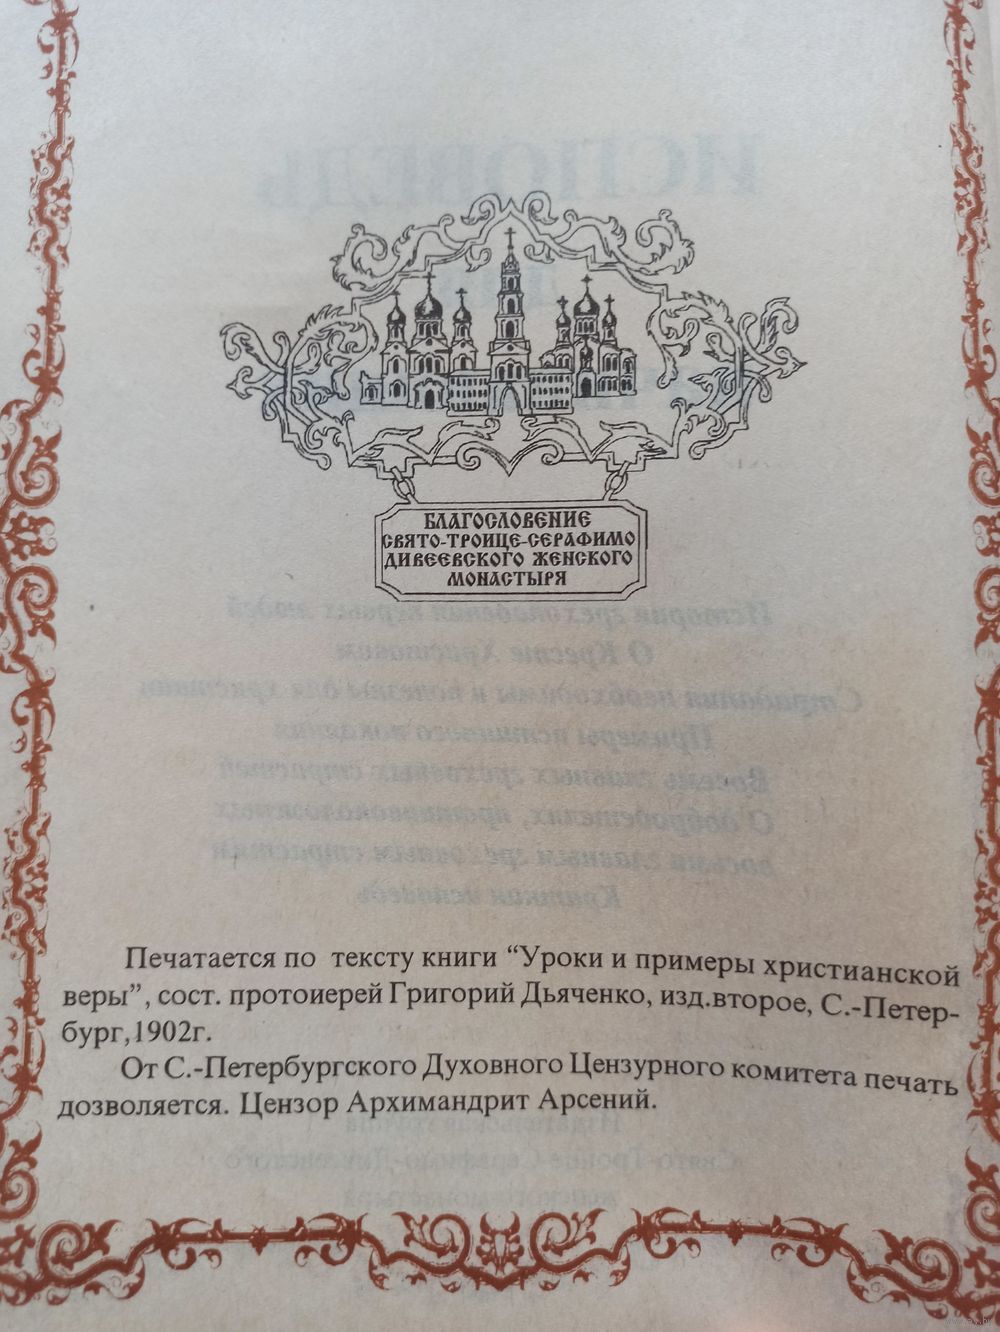 БЛАГОСЛОВЕНИЕ
СВЯТО-ТРОИЦЕ-СЕРАФИМО
ДИВЕЕВСКОГО ЖЕНСКОГО
МОНАСТЫРЯ
Печатается по тексту книги “Уроки и примеры христианской
веры”, сост. протоиерей Григорий Дьяченко, изд.второе, С.-Петер-
бург,1902г.
От С.-Петербургского Духовного Цензурного комитета печать
дозволяется. Цензор Архимандрит Арсений.